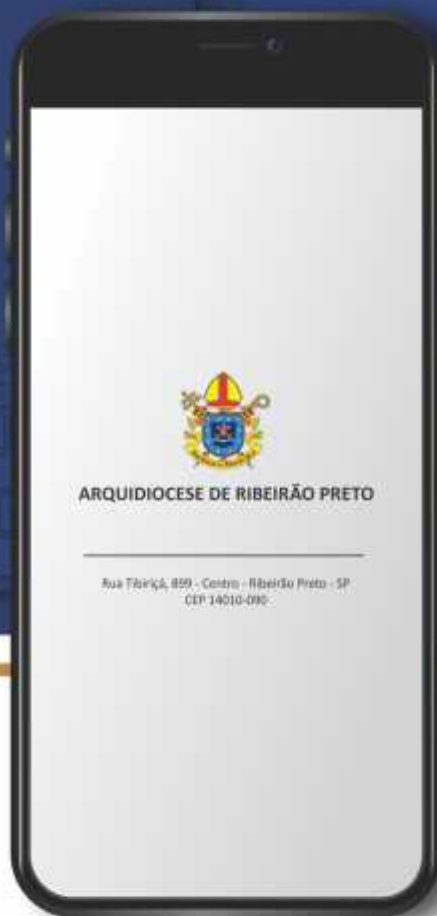 ARQUIDIOCESE DE RIBEIRÃO PRETO
Rua Tibiriçá, 899 - Centro - Ribeirão Preto - SP
CEP 14010-090